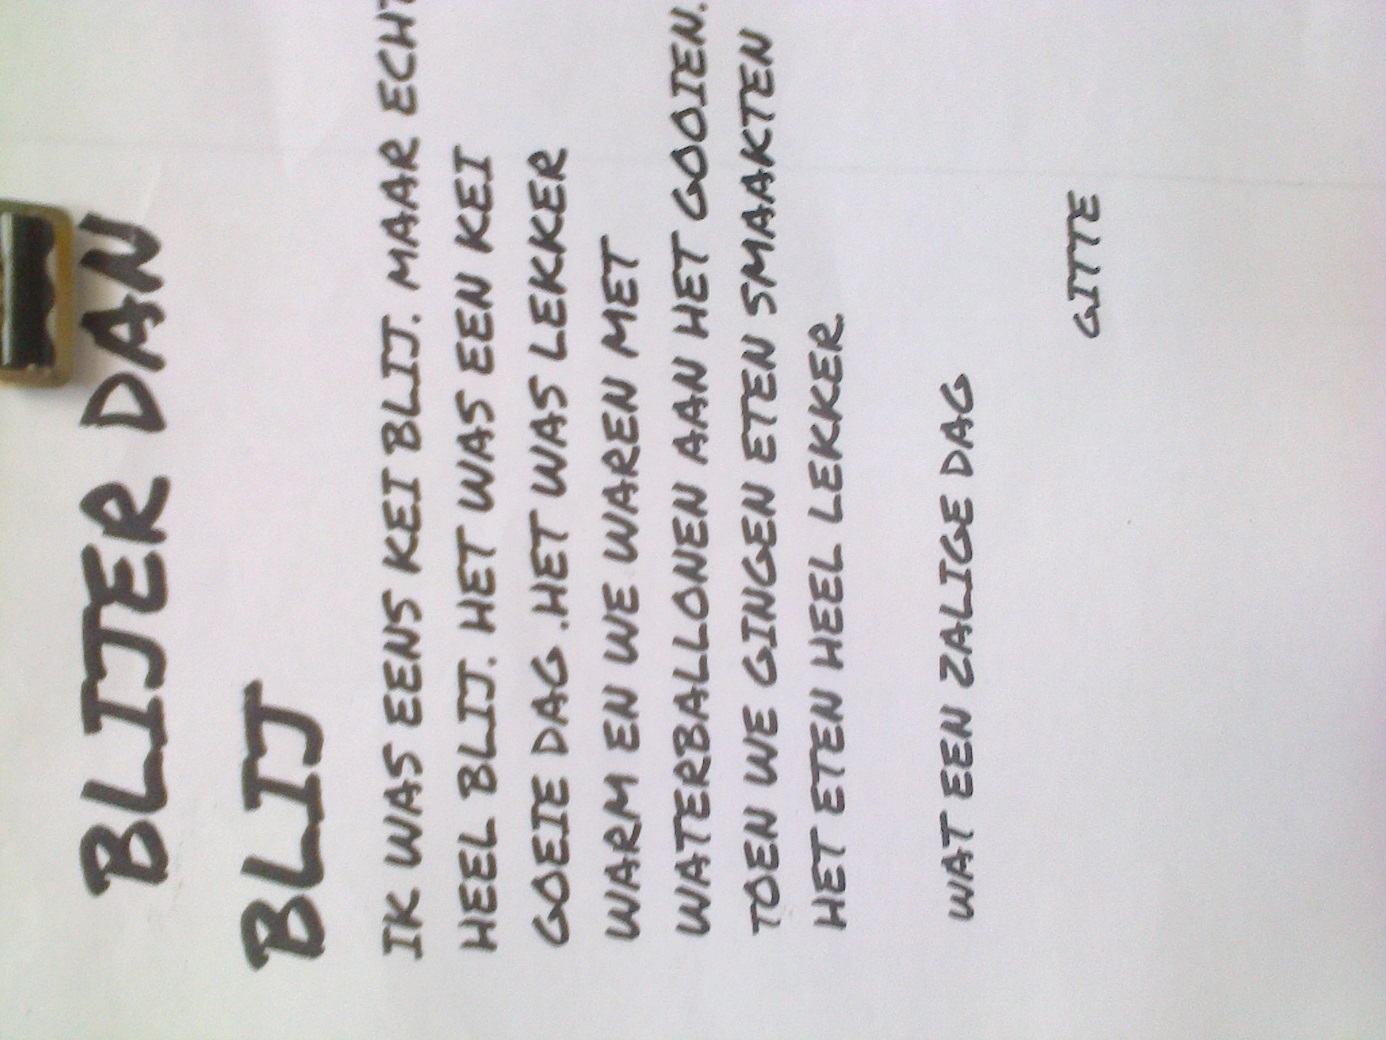 BLIJER DAN
BLIJ
IK WAS EENS KEI BLIJ. MAAR ECHT
HEEL BLIJ. HET WAS EEN KEI
GOEIE DAG .HET WAS LEKKER
WARM EN WE WAREN MET
WATERBALLONEN AAN HET GOOIEN.
TOEN WE GINGEN ETEN SMAAKTEN
HET ETEN HEEL LEKKER.
WAT EEN ZALIGE DAG
GITTE